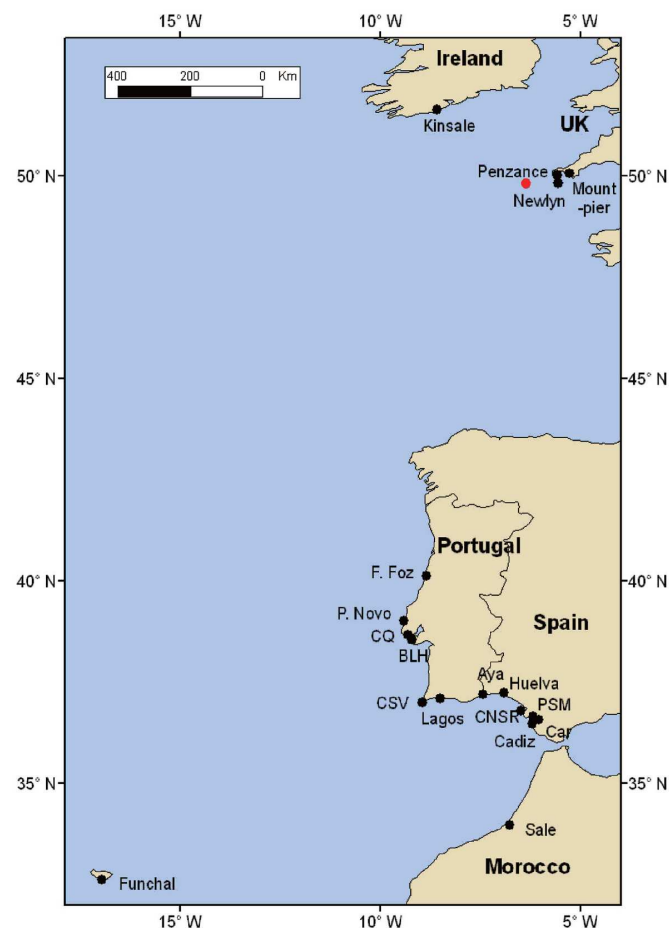 15° W 10° W 5° W
Ireland
400 200 0 Km
Kinsale
UK
50° N Penzance 50° N
Mount
-pier
Newlyn
45° N 45° N
Portugal
F. Foz
40° N 40° N
P. Novo
Spain
CQ
BLH
Aya
Huelva
CSV
Lagos
CNSR
PSM
Car
Cadiz
35° N 35° N
Sale
Morocco
Funchal
15° W 10° W 5° W